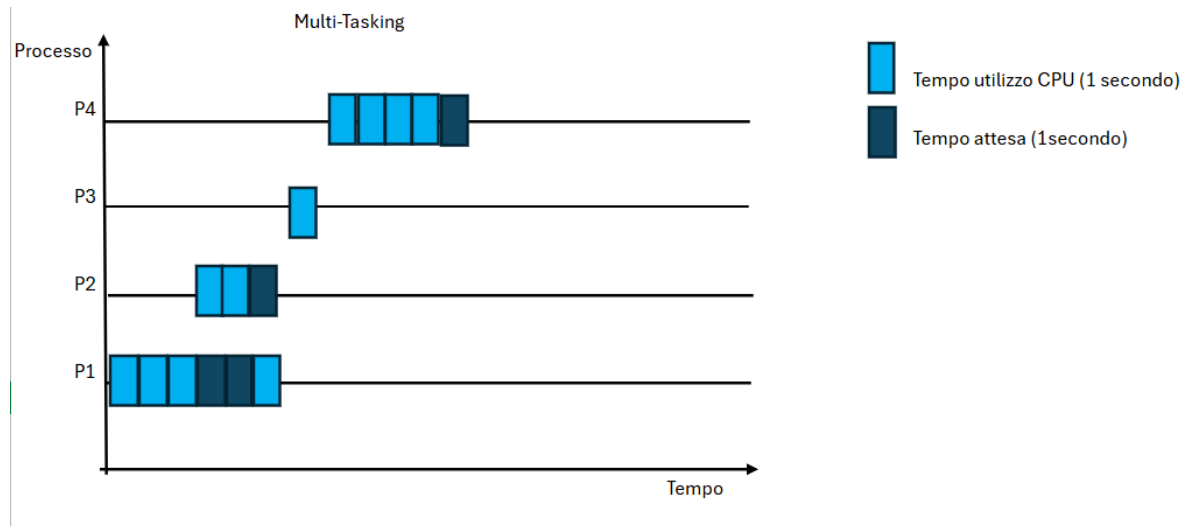 Multi-Tasking
Processo
P4
P3
P2
P1
Tempo
Tempo utilizzo CPU (1 secondo)
Tempo attesa (1secondo)